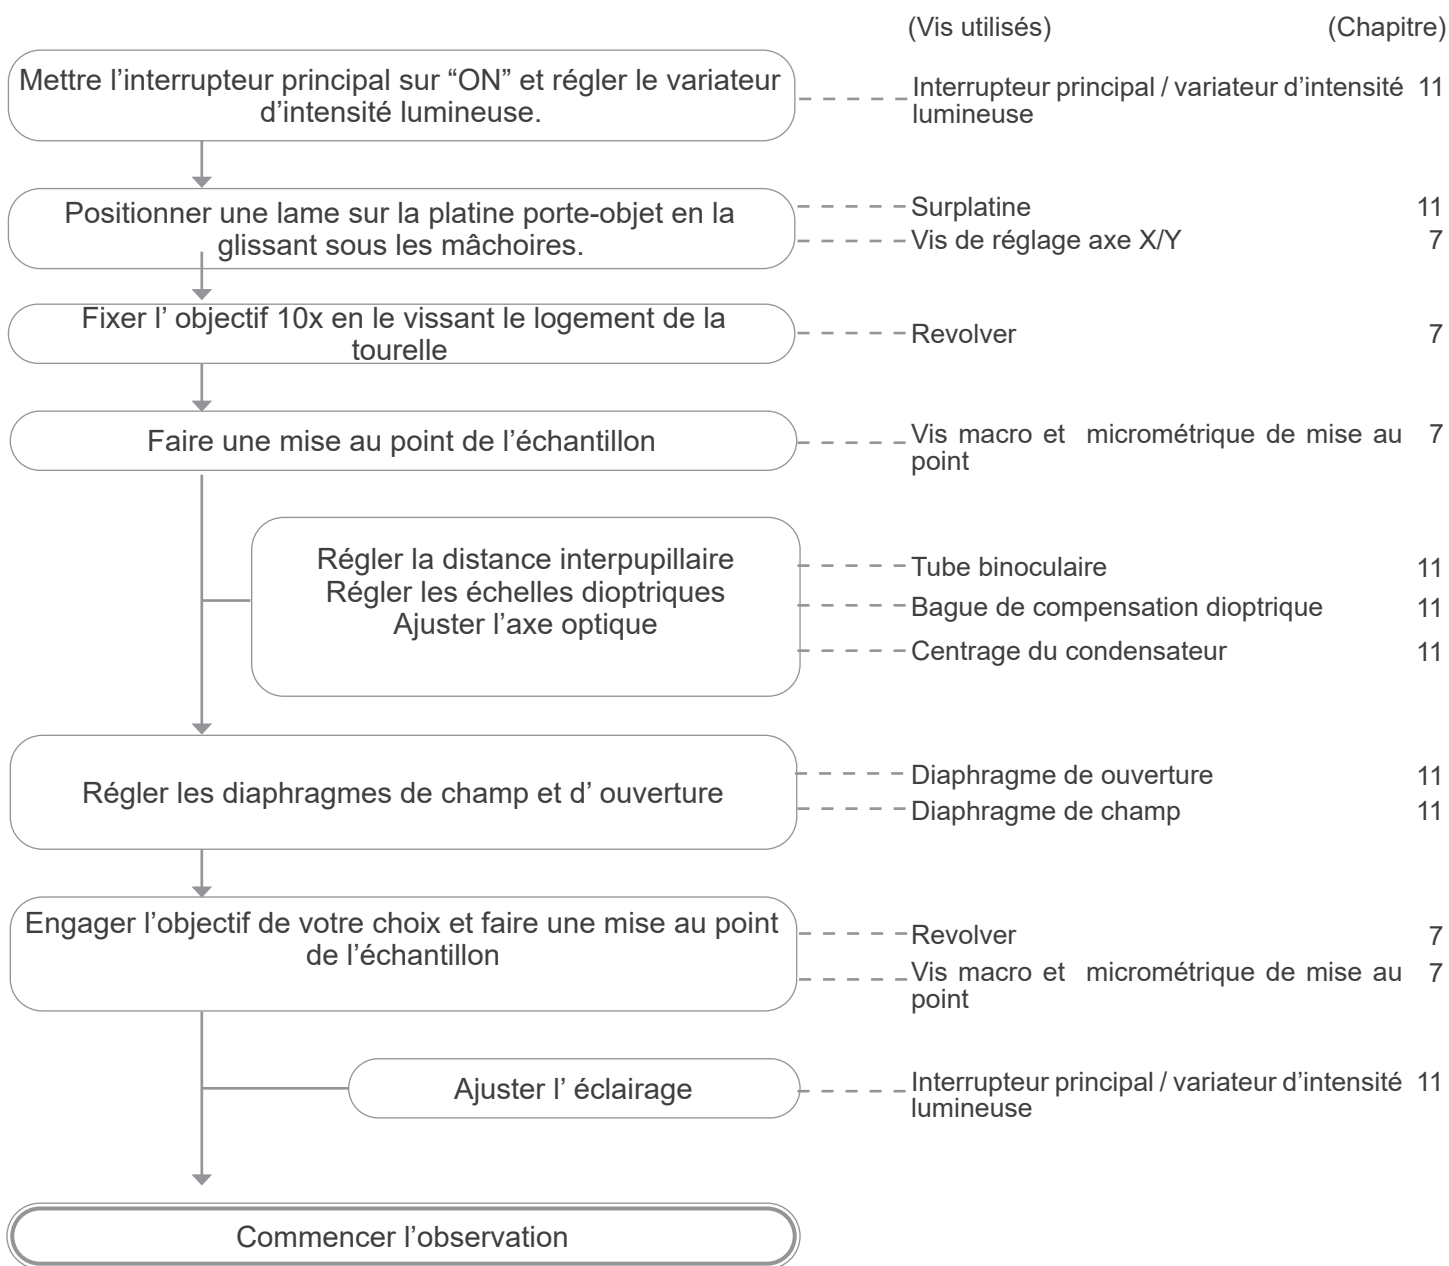 (Vis utilisés) (Chapitre)
Mettre l’interrupteur principal sur “ON” et régler le variateur
d’intensité lumineuse.
Interrupteur principal / variateur d’intensité 11
lumineuse
Positionner une lame sur la platine porte-objet en la
glissant sous les mâchoires.
Surplatine 11
Vis de réglage axe X/Y 7
Fixer l’ objectif 10x en le vissant le logement de la
tourelle
Revolver 7
Faire une mise au point de l’échantillon
Vis macro et micrométrique de mise au 7
point
Régler la distance interpupillaire
Régler les échelles dioptriques
Ajuster l’axe optique
Tube binoculaire 11
Bague de compensation dioptrique 11
Centrage du condensateur 11
Régler les diaphragmes de champ et d’ ouverture
Diaphragme de ouverture 11
Diaphragme de champ 11
Engager l’objectif de votre choix et faire une mise au point
de l’échantillon
Revolver 7
Vis macro et micrométrique de mise au 7
point
Ajuster l’ éclairage
Interrupteur principal / variateur d’intensité 11
lumineuse
Commencer l’observation